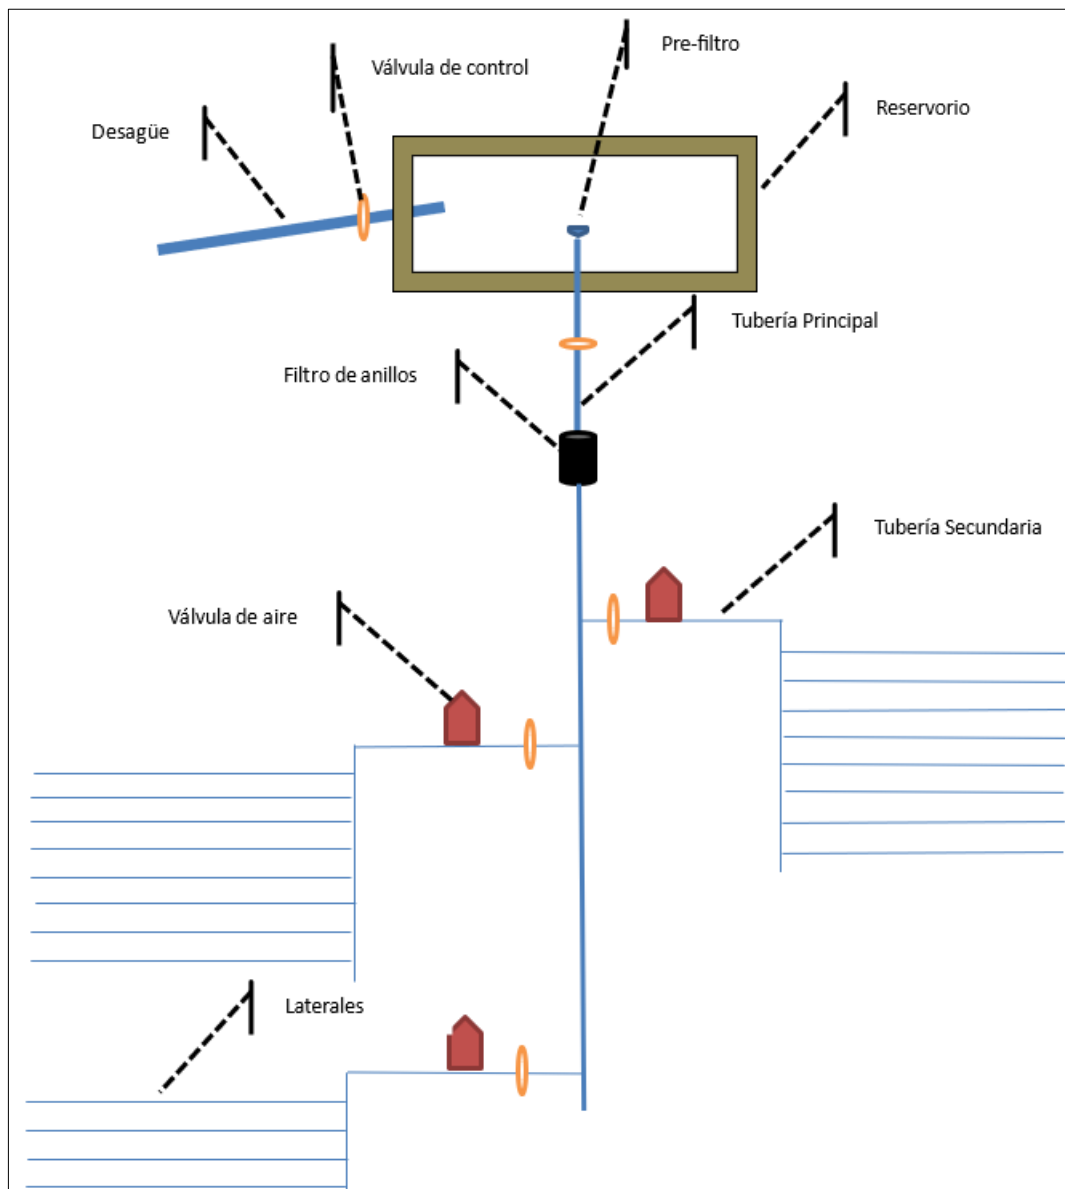 Pre-filtro
Válvula de control
Reservorio
Desagüe
Tubería Principal
Filtro de anillos
Tubería Secundaria
Válvula de aire
Laterales